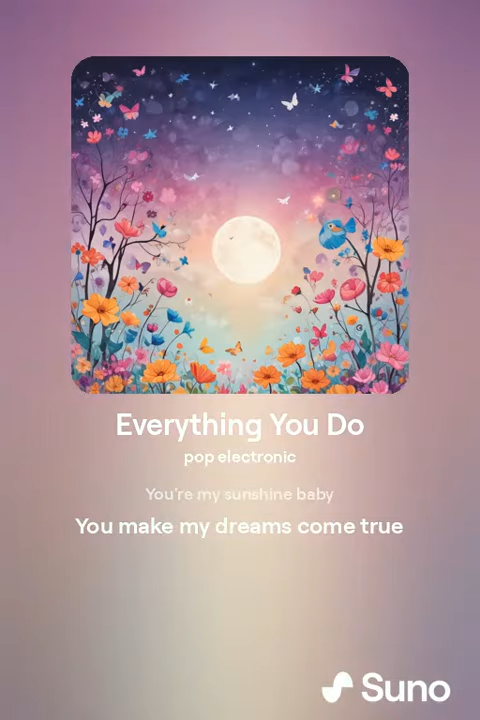 Everything You Do
pop electronic
You're my sunshine baby
You make my dreams come true
Suno